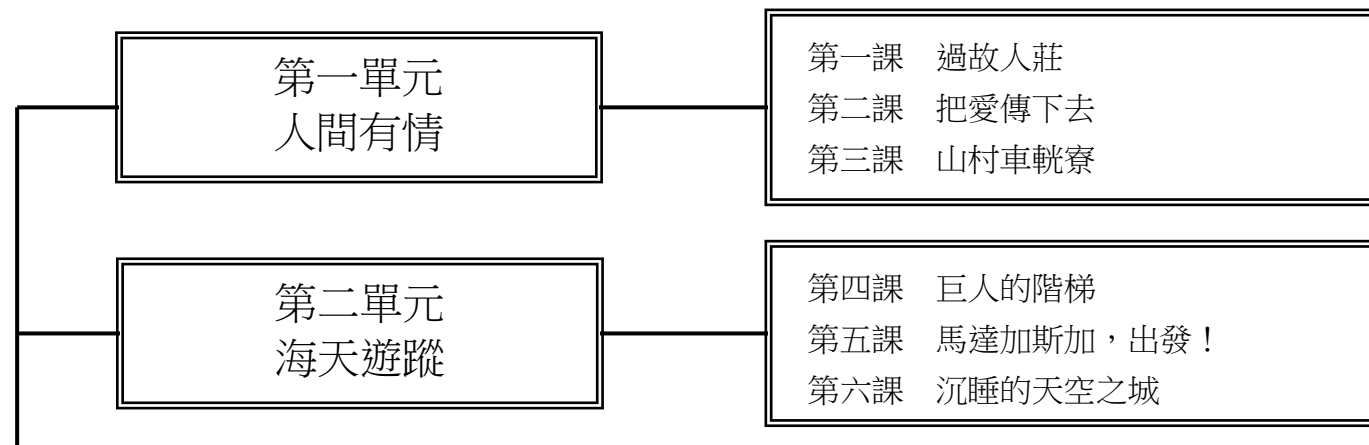 第一單元
人間有情
第一課　過故人莊
第二課　把愛傳下去
第三課　山村車輄寮
第二單元
海天遊蹤
第四課　巨人的階梯
第五課　馬達加斯加，出發！
第六課　沉睡的天空之城